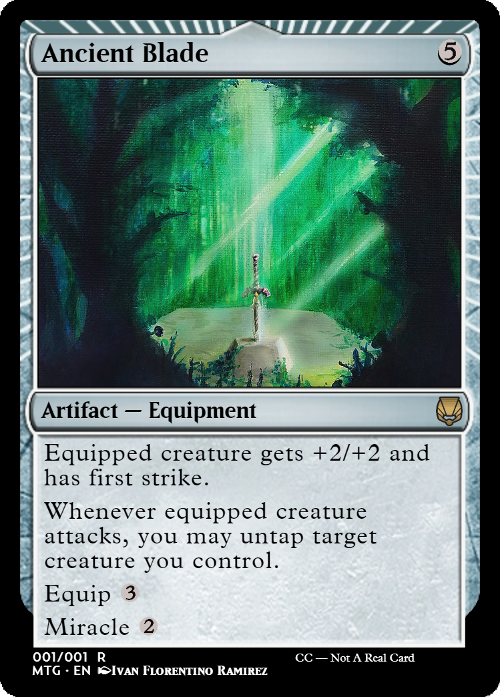 Ancient Blade 5
Artifact — Equipment
Equipped creature gets +2/+2 and
has first strike.
Whenever equipped creature
attacks, you may untap target
creature you control.
Equip 3
Miracle 2
001/001 R
MTG · EN Ivan Florentino Ramirez
CC — Not A Real Card